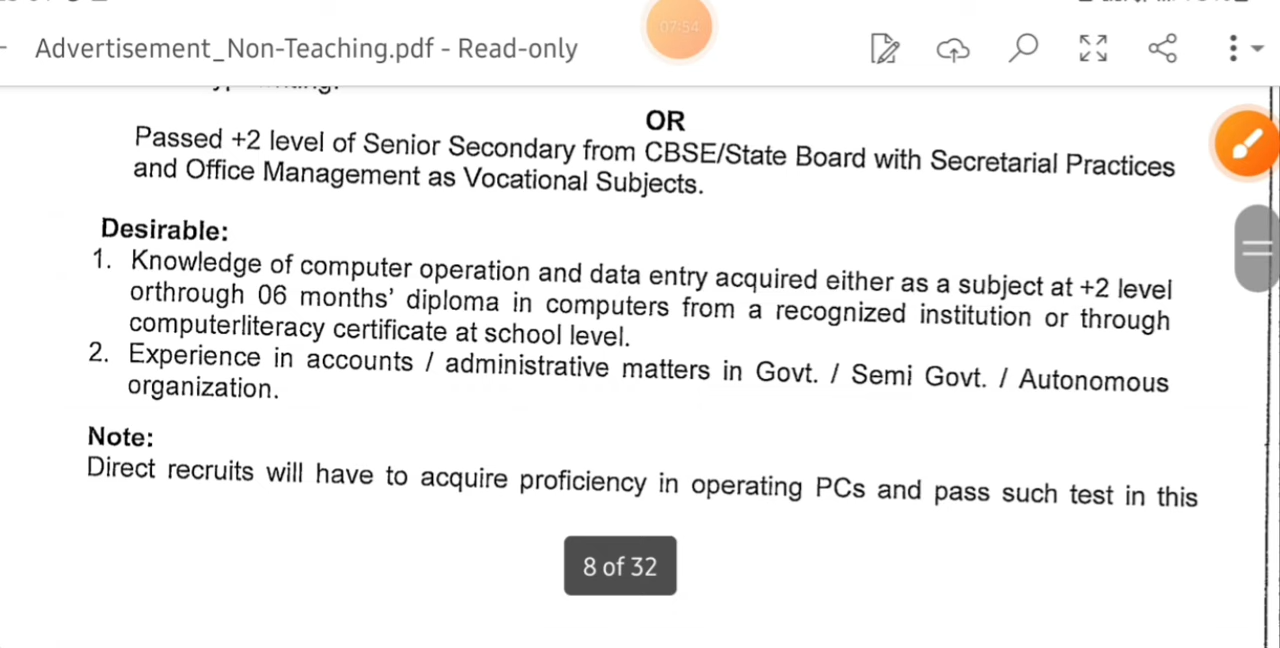 07:54
Advertisement_Non-Teaching.pdf - Read-only
OR
Passed +2 level of Senior Secondary from CBSE/State Board with Secretarial Practices
and Office Management as Vocational Subjects.
Desirable:
1. Knowledge of computer operation and data entry acquired either as a subject at +2 level
orthrough 06 months' diploma in computers from a recognized institution or through
computerliteracy certificate at school level.
2. Experience in accounts / administrative matters in Govt. / Semi Govt. / Autonomous
organization.
Note:
Direct recruits will have to acquire proficiency in operating PCs and pass such test in this
8 of 32